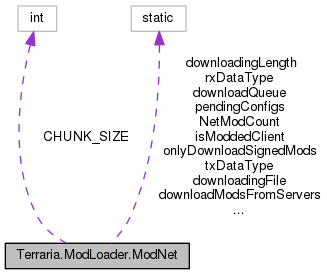 int
static
CHUNK_SIZE
downloadingLength
rxDataType
downloadQueue
pendingConfigs
NetModCount
isModdedClient
onlyDownloadSignedMods
txDataType
downloadingFile
downloadModsFromServers
...
Terraria.ModLoader.ModNet